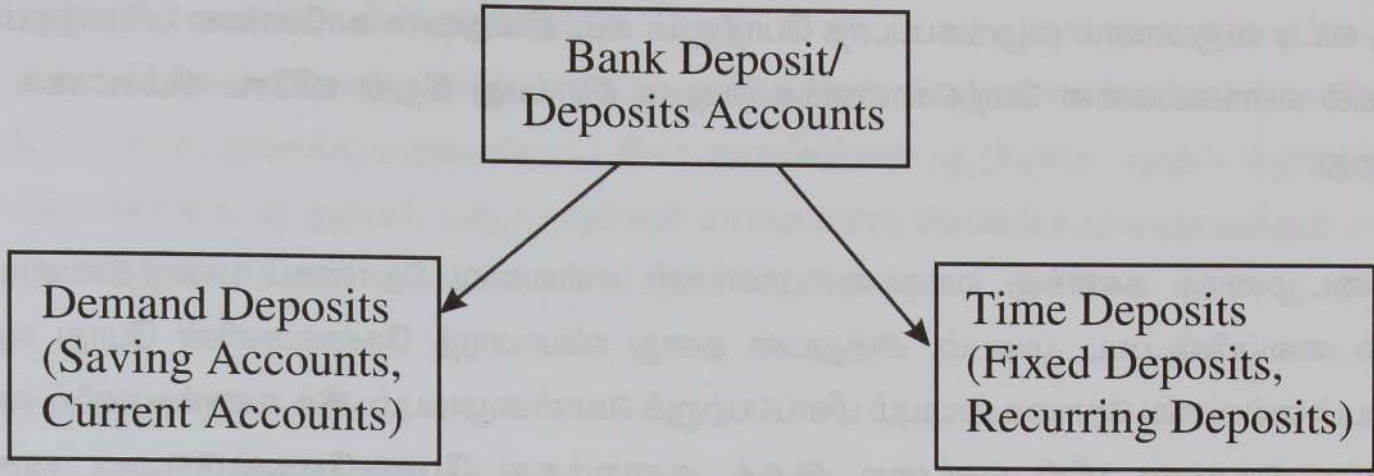 Bank Deposit/
Deposits Accounts
Demand Deposits
(Saving Accounts,
Current Accounts)
Time Deposits
(Fixed Deposits,
Recurring Deposits)